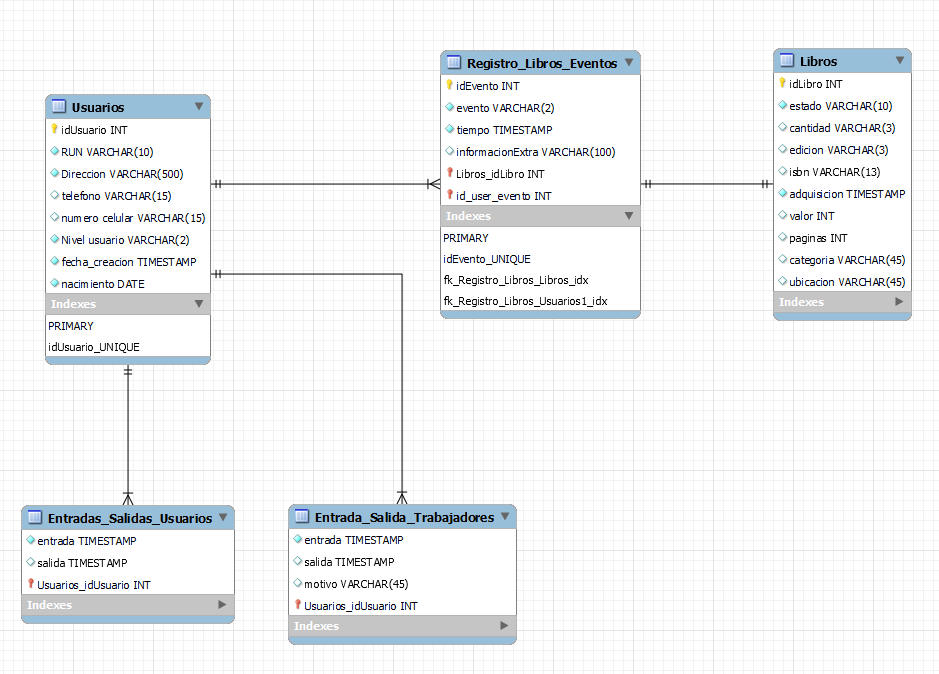 Usuarios
idUsuario INT
RUN VARCHAR(10)
Direccion VARCHAR(500)
telefono VARCHAR(15)
numero celular VARCHAR(15)
Nivel usuario VARCHAR(2)
fecha_creacion TIMESTAMP
nacimiento DATE
Indexes
PRIMARY
idUsuario_UNIQUE
Registro_Libros_Eventos
idEvento INT
evento VARCHAR(2)
tiempo TIMESTAMP
informacionExtra VARCHAR(100)
Libros_idLibro INT
id_user_evento INT
Indexes
PRIMARY
idEvento_UNIQUE
fk_Registro_Libros_Libros_idx
fk_Registro_Libros_Usuarios1_idx
Libros
idLibro INT
estado VARCHAR(10)
cantidad VARCHAR(3)
edicion VARCHAR(3)
isbn VARCHAR(13)
adquisicion TIMESTAMP
valor INT
paginas INT
categoria VARCHAR(45)
ubicacion VARCHAR(45)
Indexes
Entradas_Salidas_Usuarios
entrada TIMESTAMP
salida TIMESTAMP
Usuarios_idUsuario INT
Indexes
Entrada_Salida_Trabajadores
entrada TIMESTAMP
salida TIMESTAMP
motivo VARCHAR(45)
Usuarios_idUsuario INT
Indexes